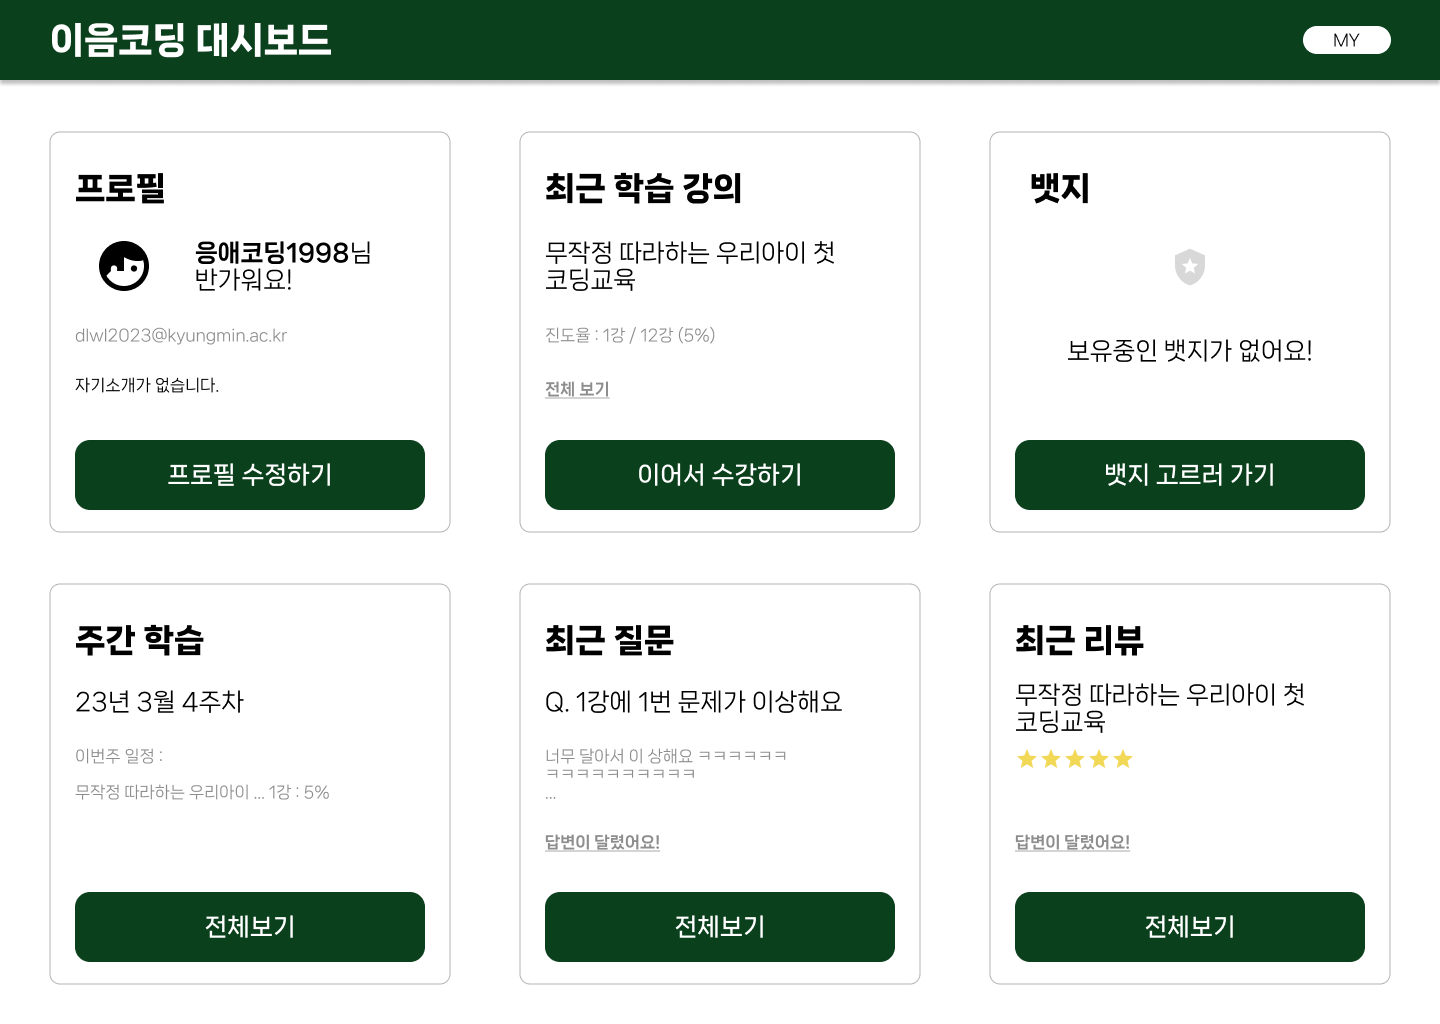 이음코딩 대시보드
MY
프로필
응애코딩1998님
반가워요!
dlwl2023@kyungmin.ac.kr
자기소개가 없습니다.
프로필 수정하기
최근 학습 강의
무작정 따라하는 우리아이 첫
코딩교육
진도율 : 1강 / 12강 (5%)
전체 보기
이어서 수강하기
뱃지
보유중인 뱃지가 없어요!
뱃지 고르러 가기
주간 학습
23년 3월 4주차
이번주 일정 :
무작정 따라하는 우리아이 ... 1강 : 5%
전체보기
최근 질문
Q. 1강에 1번 문제가 이상해요
너무 달아서 이 상해요 ㅋㅋㅋㅋㅋㅋ
ㅋㅋㅋㅋㅋㅋㅋㅋㅋㅋ
...
답변이 달렸어요!
전체보기
최근 리뷰
무작정 따라하는 우리아이 첫
코딩교육
답변이 달렸어요!
전체보기